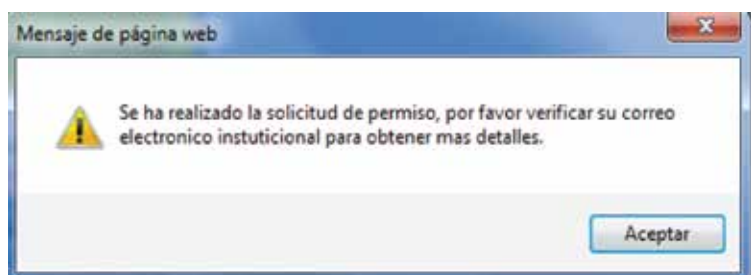 Mensaje de página web
Se ha realizado la solicitud de permiso, por favor verificar su correo
electronico instuticional para obtener mas detalles.
Aceptar